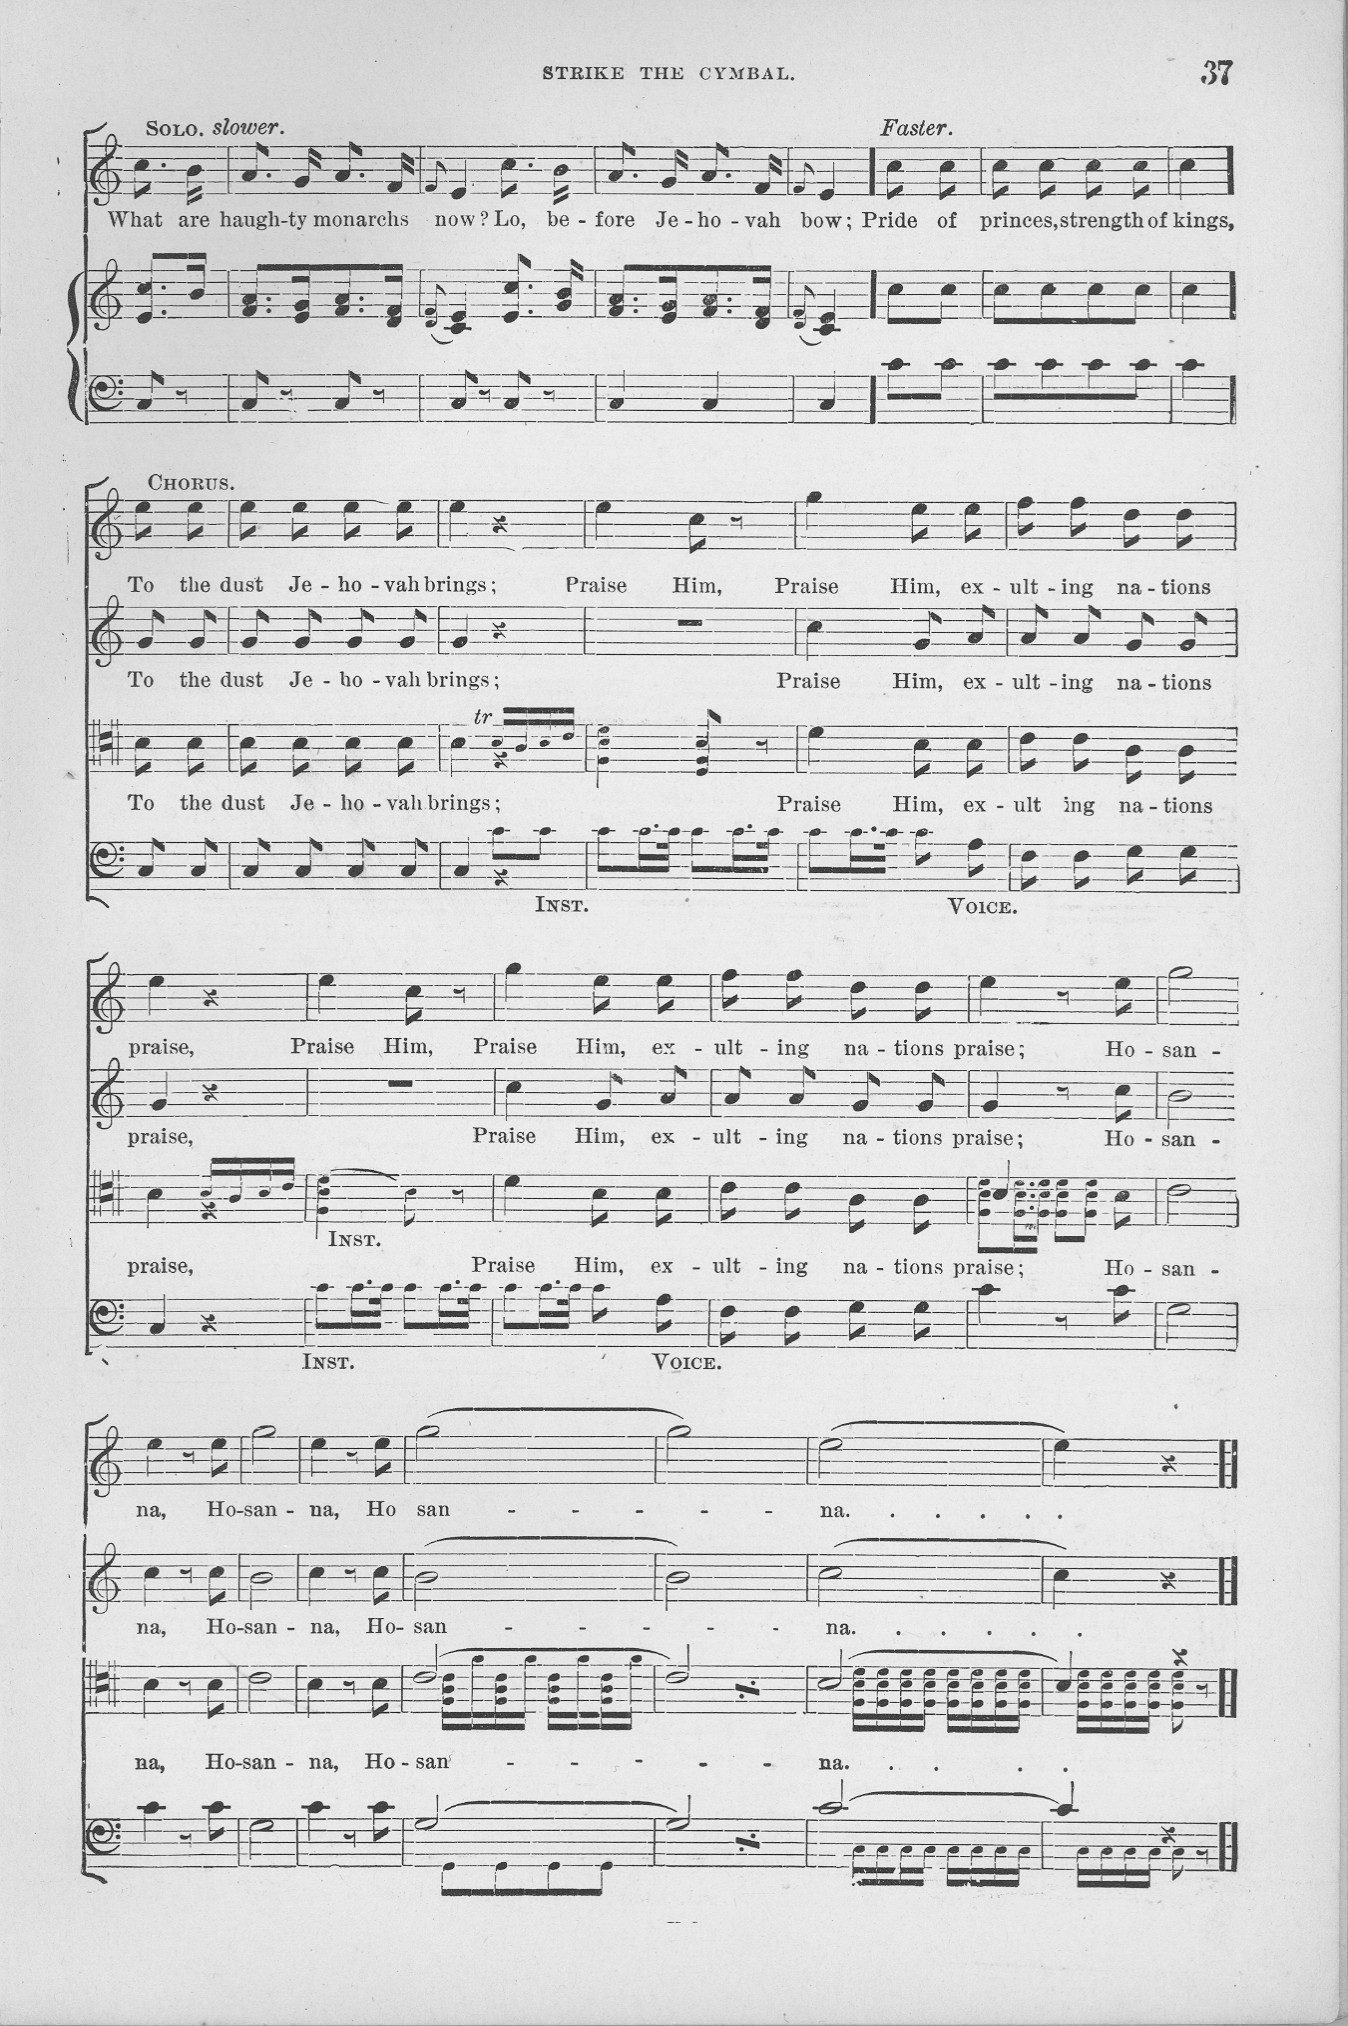 STRIKE THE CYMBAL.
37
SOLO. slower.
Faster.
What are haugh-ty monarchs now? Lo, be - fore Je - ho - vah bow; Pride of princes, strength of kings,
CHORUS.
To the dust Je - ho - vah brings; Praise Him, Praise Him, ex - ult - ing na - tions
To the dust Je - ho - vah brings; Praise Him, ex - ult - ing na - tions
tr
To the dust Je - ho - vah brings; Praise Him, ex - ult ing na - tions
INST.
VOICE.
praise, Praise Him, Praise Him, ex - ult - ing na - tions praise; Ho - san -
praise, Praise Him, ex - ult - ing na - tions praise; Ho - san -
INST.
praise, Praise Him, ex - ult - ing na - tions praise; Ho - san -
INST.
VOICE.
na, Ho-san - na, Ho san - - - - - na. . . . . .
na, Ho-san - na, Ho- san - - - - - na. . . . . .
na, Ho-san - na, Ho - san - - - - - na. . . . .